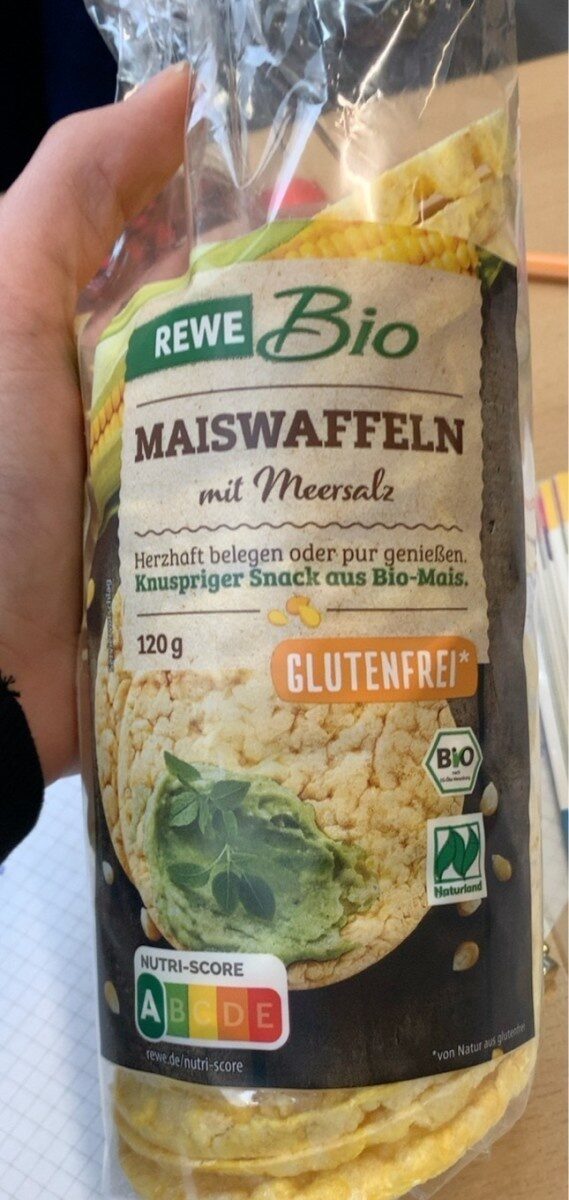 REWE Bio
MAISWAFFELN
mit Meersalz
Herzhaft belegen oder pur genießen.
Knuspriger Snack aus Bio-Mais.
120 g
GLUTENFREI*
BIO
nach
Naturland
NUTRI-SCORE
A B C D E
rewe.de/nutri-score
*von Natur aus glutenfrei